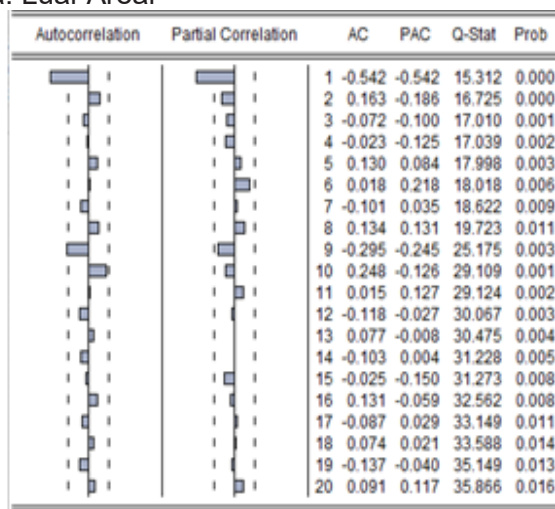 a. Luar Areal
Autocorrelation Partial Correlation AC PAC Q-Stat Prob
1 -0.542 -0.542 15.312 0.000
2 0.163 -0.186 16.725 0.000
3 -0.072 -0.100 17.010 0.001
4 -0.023 -0.125 17.039 0.002
5 0.130 0.084 17.998 0.003
6 0.018 0.218 18.018 0.006
7 -0.101 0.035 18.622 0.009
8 0.134 0.131 19.723 0.011
9 -0.295 -0.245 25.175 0.003
10 0.248 -0.126 29.109 0.001
11 0.015 0.127 29.124 0.002
12 -0.118 -0.027 30.067 0.003
13 0.077 -0.008 30.475 0.004
14 -0.103 0.004 31.228 0.005
15 -0.025 -0.150 31.273 0.008
16 0.131 -0.059 32.562 0.008
17 -0.087 0.029 33.149 0.011
18 0.074 0.021 33.588 0.014
19 -0.137 -0.040 35.149 0.013
20 0.091 0.117 35.866 0.016